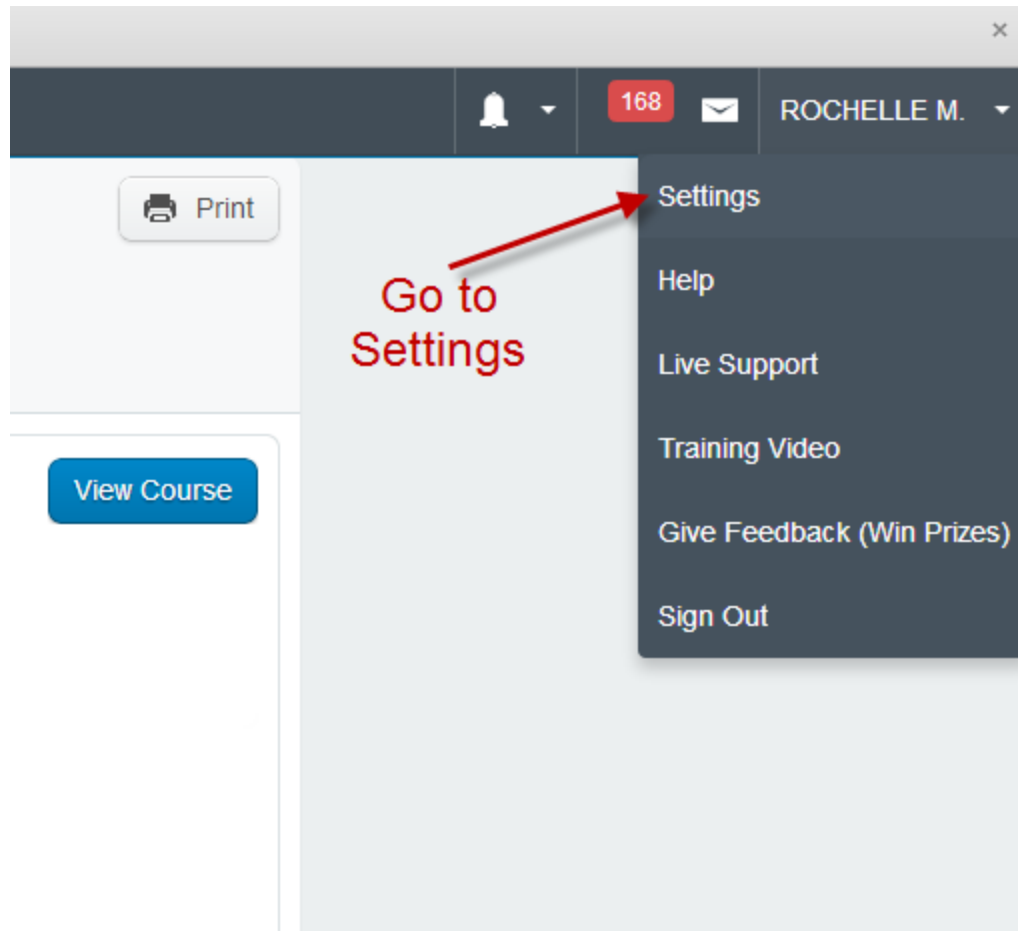 168
ROCHELLE M.
Print
Settings
Go to
Settings
Help
Live Support
Training Video
View Course
Give Feedback (Win Prizes)
Sign Out